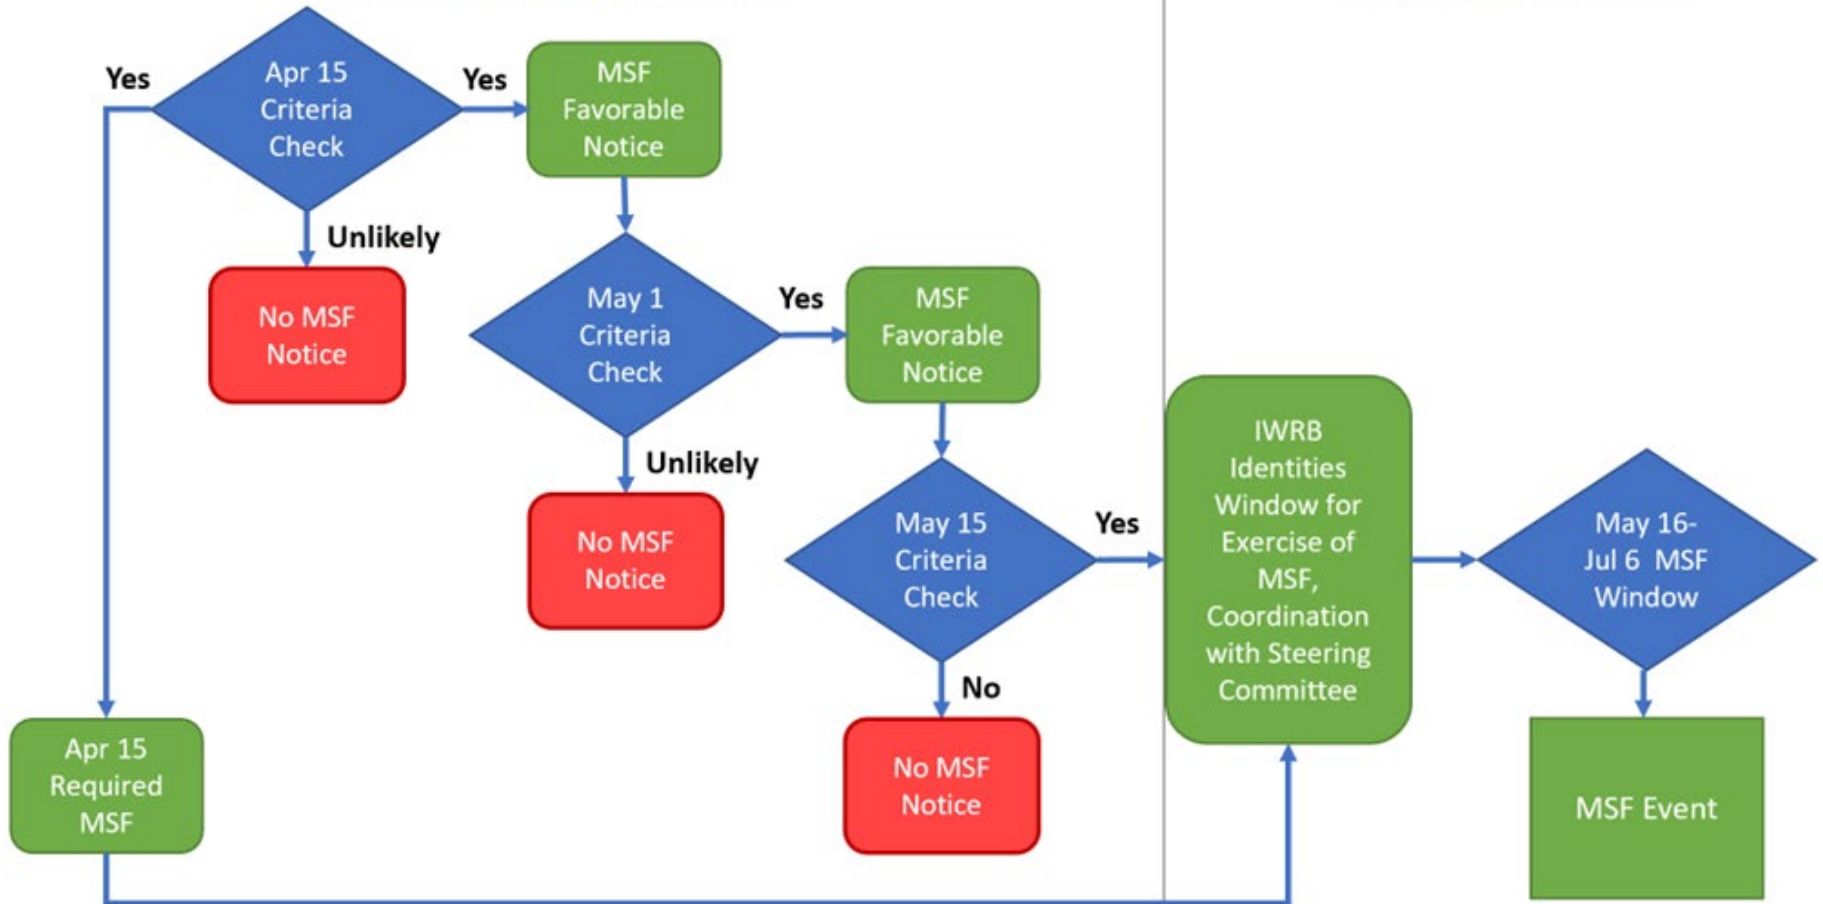 Yes
Apr 15
Criteria
Check
Yes
MSF
Favorable
Notice
Unlikely
No MSF
Notice
May 1
Criteria
Check
Yes
MSF
Favorable
Notice
Unlikely
No MSF
Notice
May 15
Criteria
Check
Yes
No
No MSF
Notice
IWRB
Identities
Window for
Exercise of
MSF,
Coordination
with Steering
Committee
May 16-
Jul 6 MSF
Window
MSF Event
Apr 15
Required
MSF